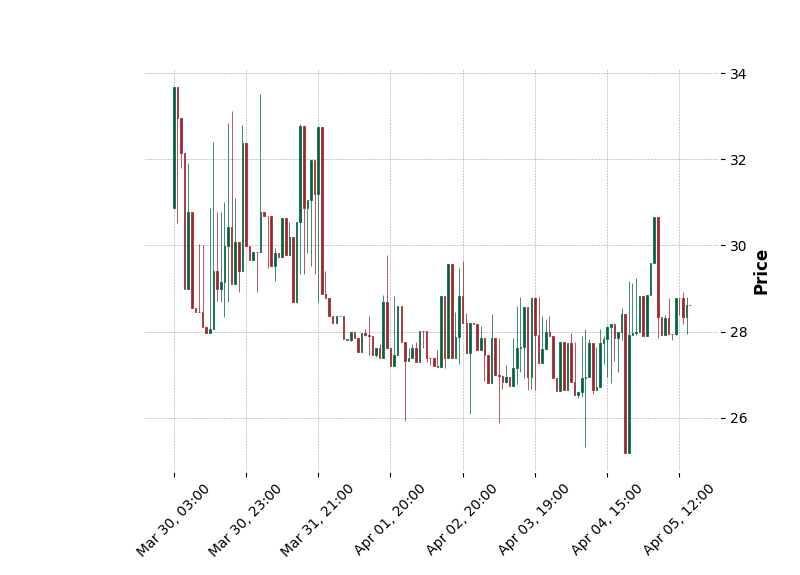 34
32
30
28
26
Price
Mar 30, 03:00
Mar 30, 23:00
Mar 31, 21:00
Apr 01, 20:00
Apr 02, 20:00
Apr 03, 19:00
Apr 04, 15:00
Apr 05, 12:00